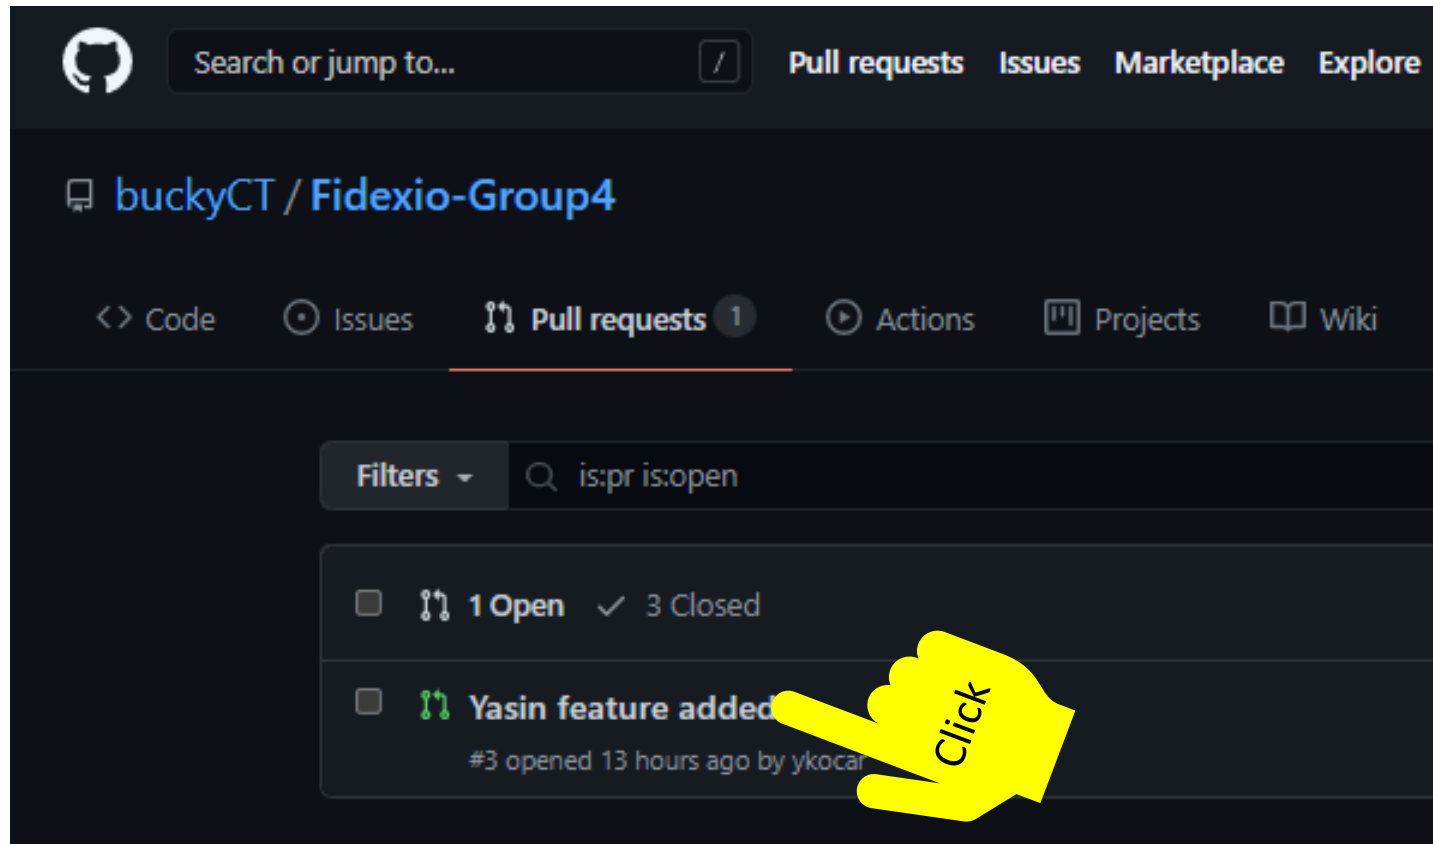 Search or jump to... / Pull requests Issues Marketplace Explore
buckyCT / Fidexio-Group4
<> Code Issues Pull requests 1 Actions Projects Wiki
Filters is:pr is:open
1 Open 3 Closed
Yasin feature added
#3 opened 13 hours ago by ykocar
Click